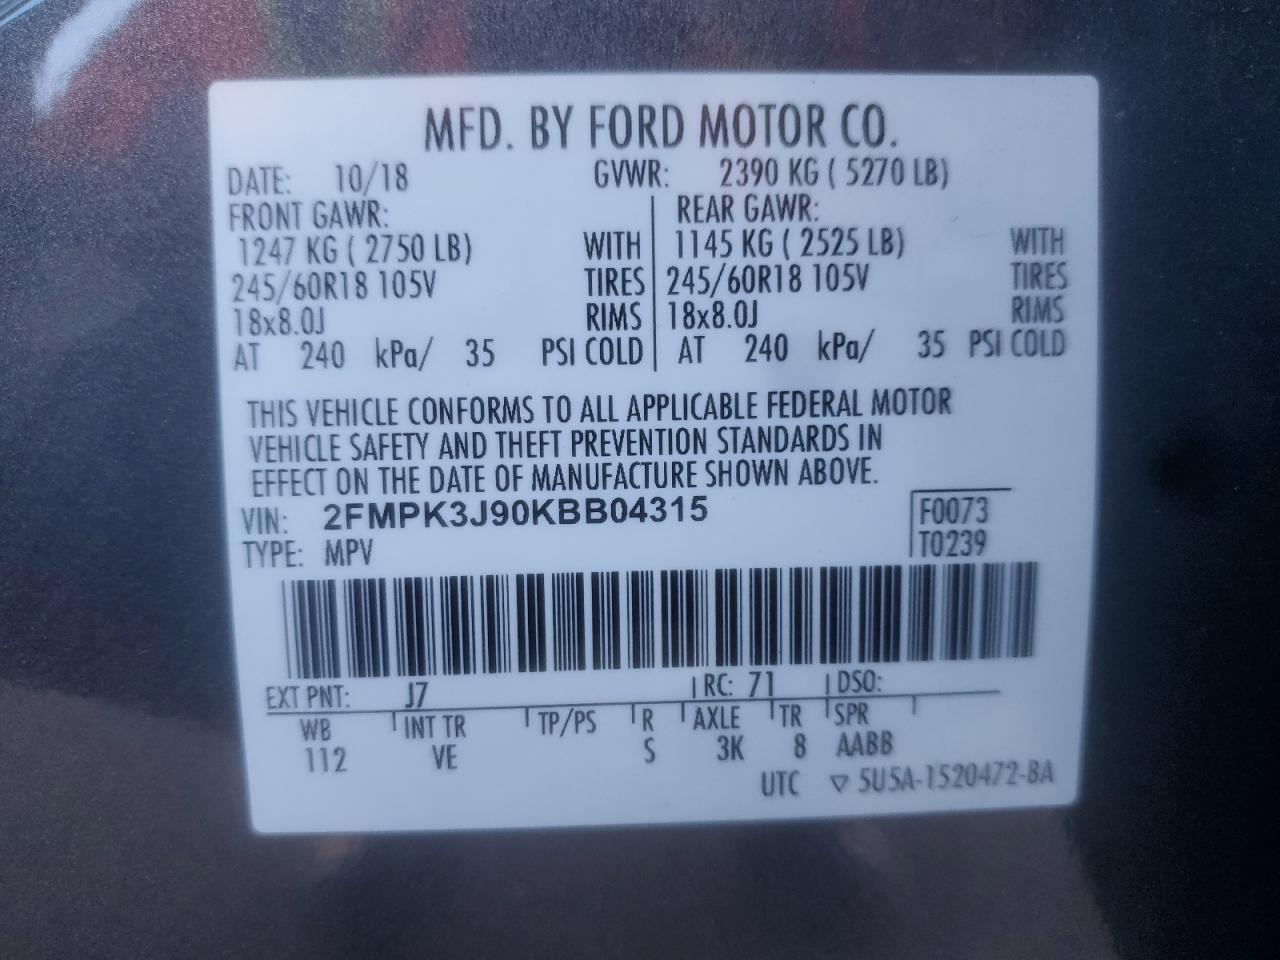 MFD. BY FORD MOTOR CO.
DATE: 10/18 GVWR: 2390 KG ( 5270 LB)
FRONT GAWR: REAR GAWR:
1247 KG ( 2750 LB) WITH 1145 KG ( 2525 LB) WITH
245/60R18 105V TIRES 245/60R18 105V TIRES
18x8.0J RIMS 18x8.0J RIMS
AT 240 kPa/ 35 PSI COLD AT 240 kPa/ 35 PSI COLD
THIS VEHICLE CONFORMS TO ALL APPLICABLE FEDERAL MOTOR
VEHICLE SAFETY AND THEFT PREVENTION STANDARDS IN
EFFECT ON THE DATE OF MANUFACTURE SHOWN ABOVE.
VIN: 2FMPK3J90KBB04315 F0073
TYPE: MPV T0239
EXT PNT: J7 RC: 71 DSO:
WB INT TR TP/PS R AXLE TR SPR
112 VE S 3K 8 AABB
UTC ▽ 5U5A-1520472-BA